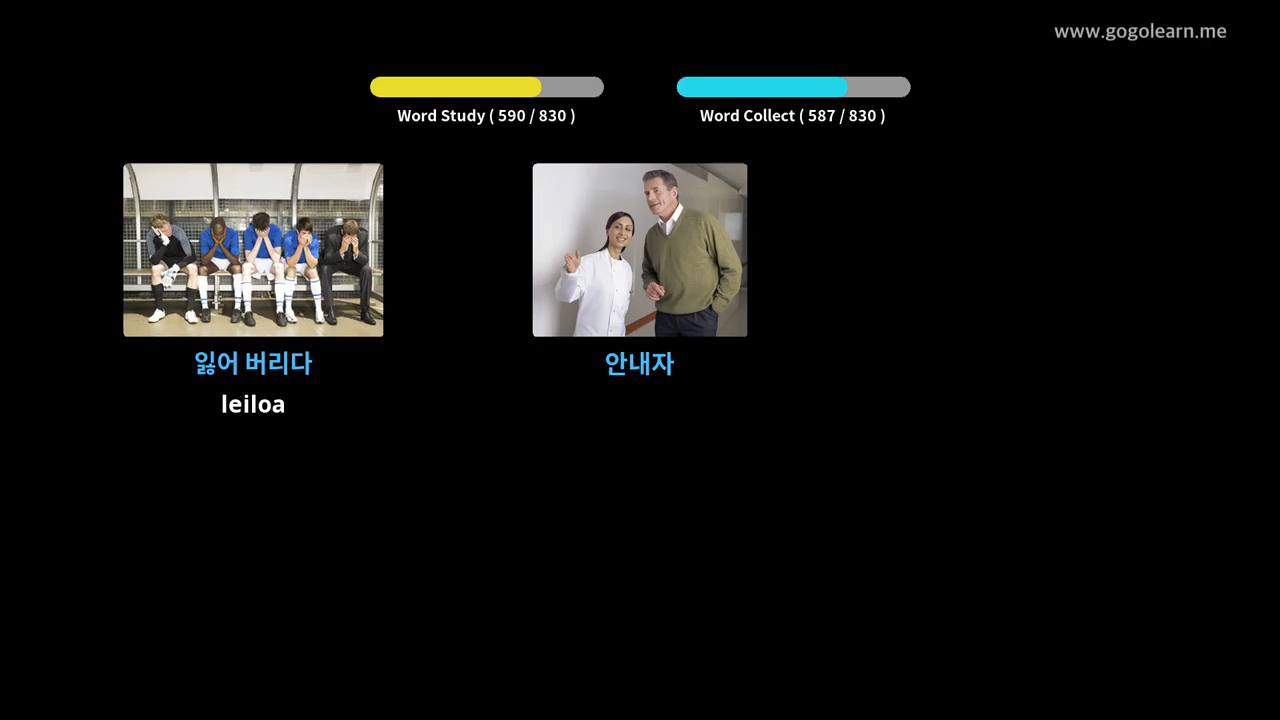 www.gogolearn.me
Word Study ( 590 / 830 )
Word Collect ( 587 / 830 )
잃어 버리다
leiloa
안내자